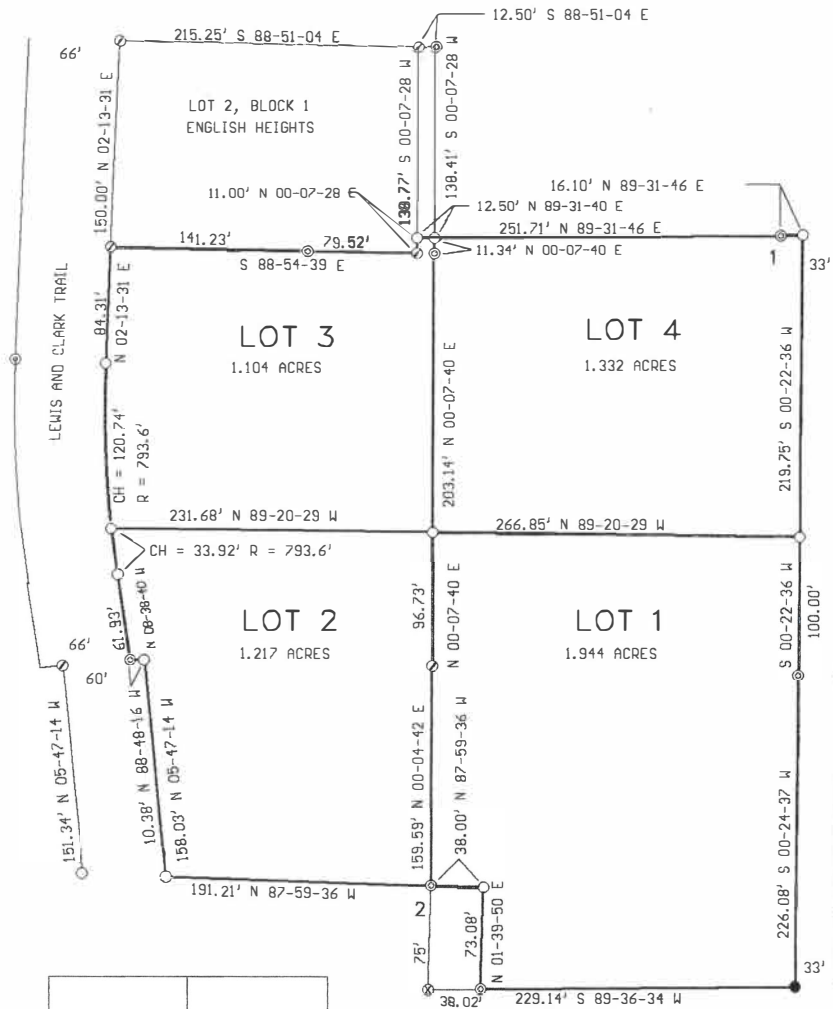 12.50' S 88-51-04 E
215.25' S 88-51-04 E
66'
150.00' N 02-13-31 E
LOT 2, BLOCK 1
ENGLISH HEIGHTS
S 00-07-28 W
138.41' S 00-07-28 W
11.00' N 00-07-28 E
16.10' N 89-31-46 E
12.50' N 89-31-40 E
251.71' N 89-31-46 E
141.23'
79.52'
S 88-54-39 E
11.34' N 00-07-40 E
1
33'
LEWIS AND CLARK TRAIL
84.31'
N 02-13-31 E
LOT 3
1.104 ACRES
LOT 4
1.332 ACRES
203.14' N 00-07-40 E
219.75' S 00-22-36 W
CH = 120.74'
R = 793.6'
231.68' N 89-20-29 W
266.85' N 89-20-29 W
CH = 33.92' R = 793.6'
61.93'
N 08-38-40 W
LOT 2
1.217 ACRES
96.73'
N 00-07-40 E
LOT 1
1.944 ACRES
S 00-22-36 W
100.00'
66'
60'
151.34' N 05-47-14 W
10.38' N 88-48-16 W
158.03' N 05-47-14 W
159.59' N 00-04-42 E
38.00' N 87-59-36 W
226.08' S 00-24-37 W
191.21' N 87-59-36 W
2
75'
73.08'
N 01-39-50 E
33'
38.02'
229.14' S 89-36-34 W